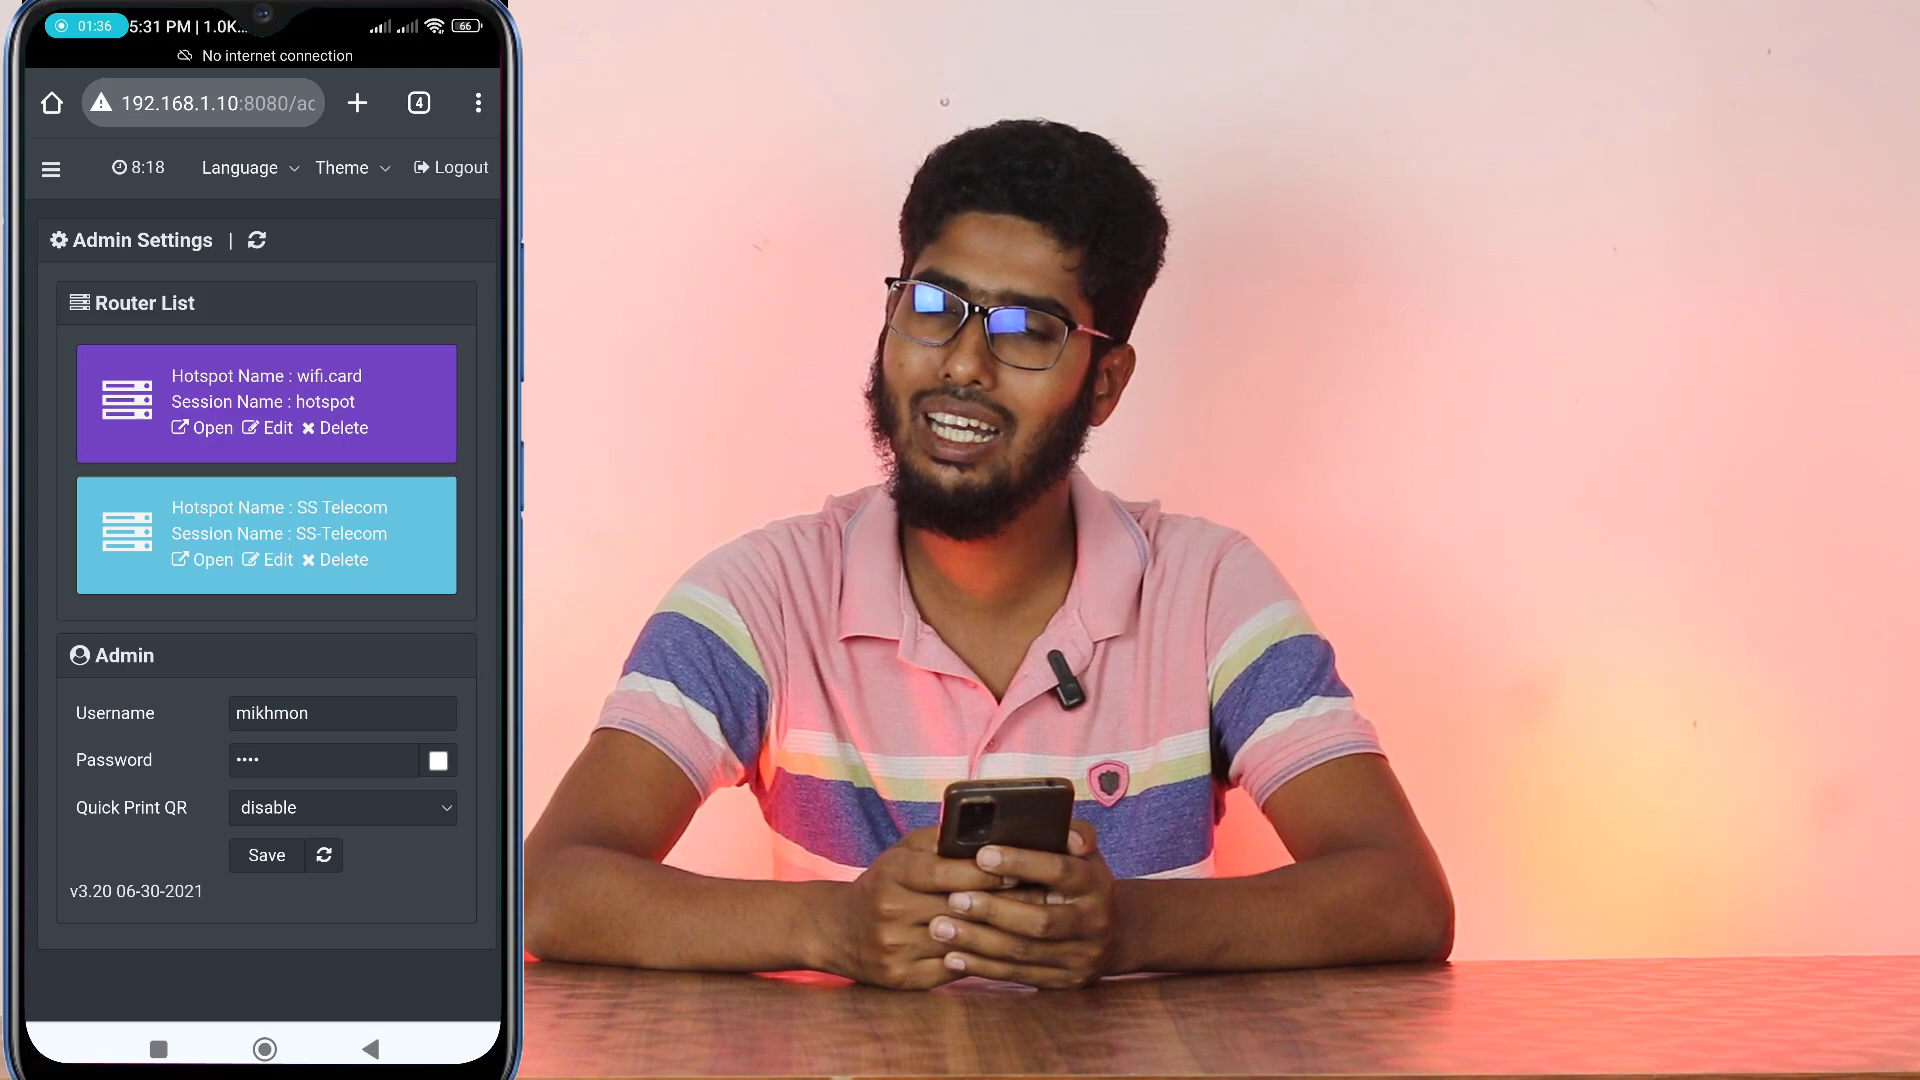 01:36 5:31 PM | 1.0K... 66
No internet connection
192.168.1.10:8080/ac 4
8:18 Language Theme Logout
Admin Settings |
Router List
Hotspot Name : wifi.card
Session Name : hotspot
Open Edit Delete
Hotspot Name : SS Telecom
Session Name : SS-Telecom
Open Edit Delete
Admin
Username mikhmon
Password ••••
Quick Print QR disable
Save
v3.20 06-30-2021